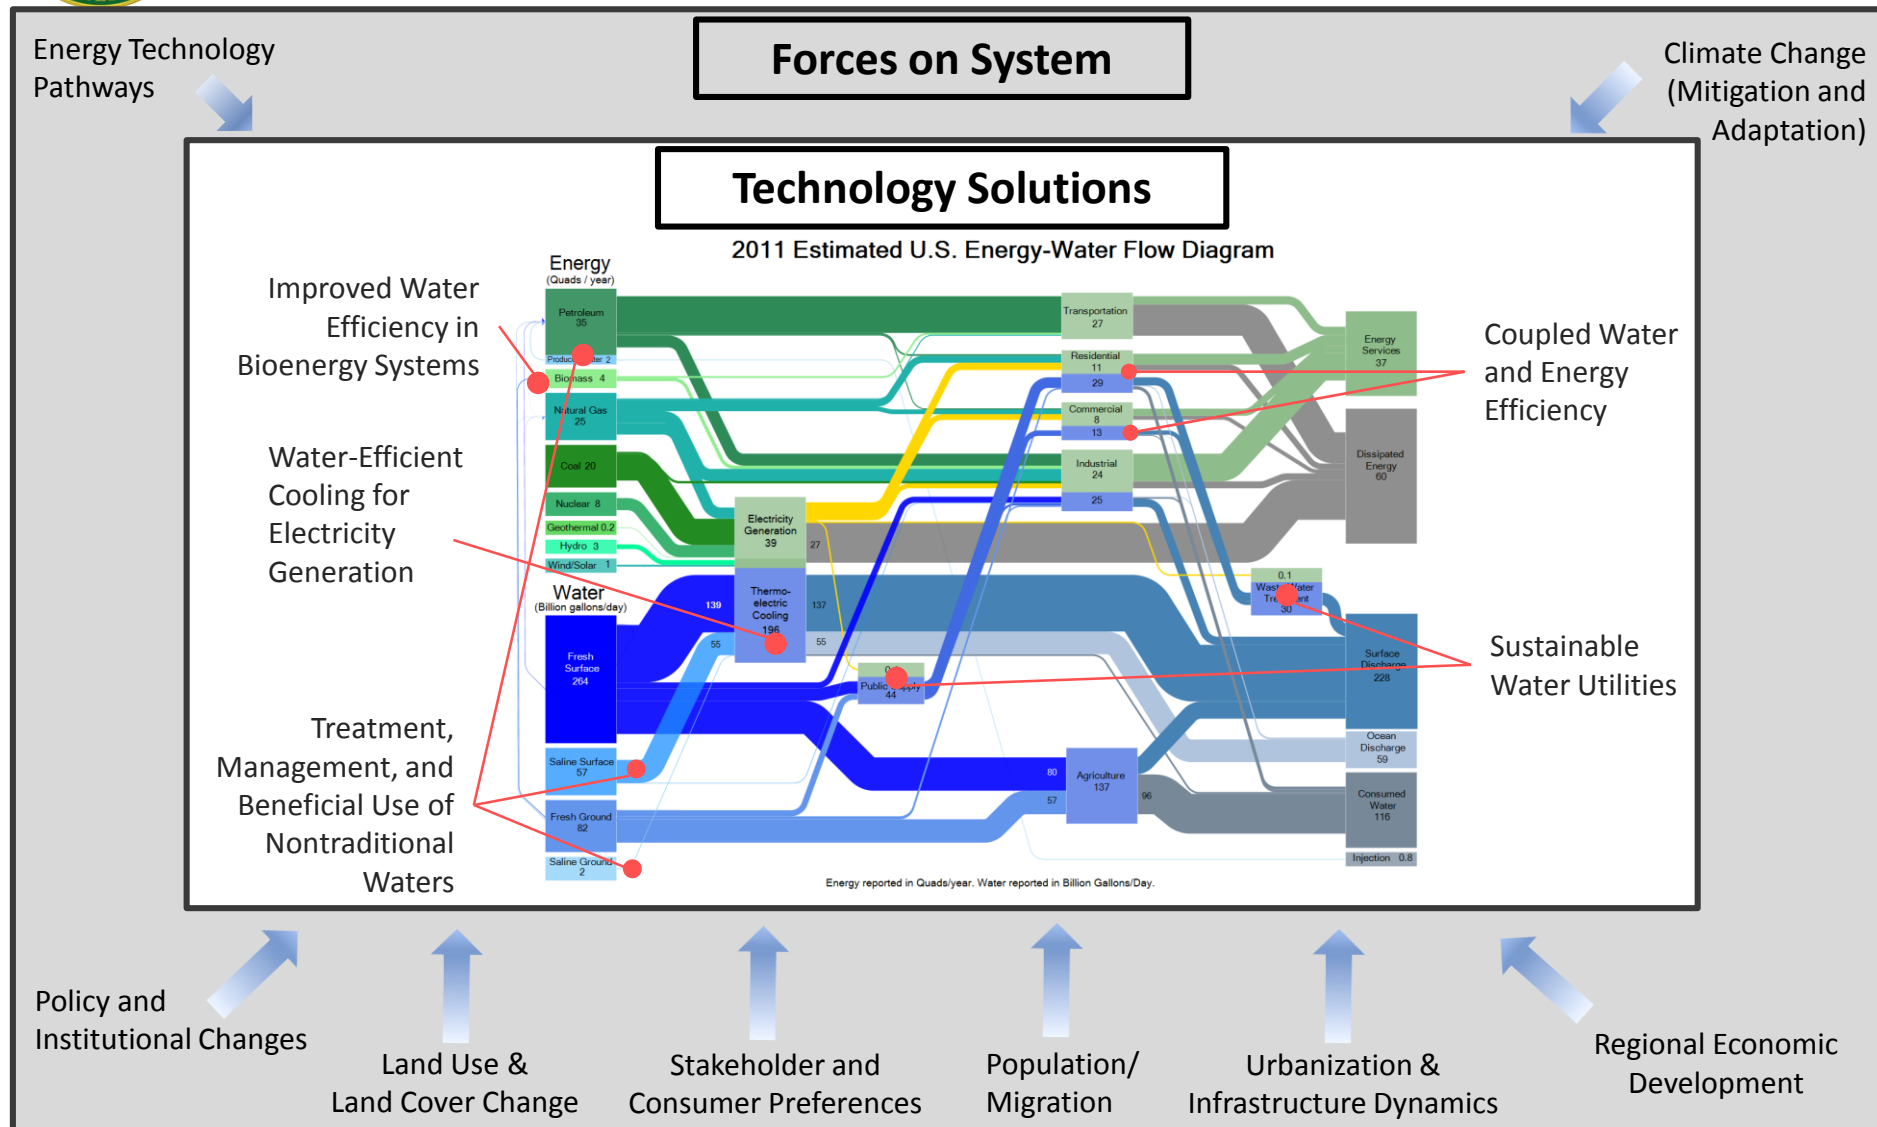 Forces on System
Energy Technology
Pathways
Climate Change
(Mitigation and
Adaptation)
Technology Solutions
2011 Estimated U.S. Energy-Water Flow Diagram
Improved Water
Efficiency in
Bioenergy Systems
Water-Efficient
Cooling for
Electricity
Generation
Treatment,
Management, and
Beneficial Use of
Nontraditional
Waters
Energy
(Quads / year)
Petroleum
35
2
Biomass 4
Natural Gas
25
Coal 20
Nuclear 8
Geothermal 0.2
Hydro 3
Wind/Solar 1
Water
(Billion gallons/day)
Fresh
Surface
264
Saline Surface
57
Fresh Ground
82
Saline Ground
2
Electricity
Generation
39
27
139
55
Thermo-
electric
Cooling
196
137
55
Public Supply
44
Transportation
27
Residential
11
29
Commercial
8
13
Industrial
24
25
80
57
Agriculture
137
96
0.1
Waste Water
Treatment
30
Energy
Services
37
Dissipated
Energy
60
Surface
Discharge
228
Ocean
Discharge
59
Consumed
Water
116
Injection 0.8
Energy reported in Quads/year. Water reported in Billion Gallons/Day.
Coupled Water
and Energy
Efficiency
Sustainable
Water Utilities
Policy and
Institutional Changes
Land Use &
Land Cover Change
Stakeholder and
Consumer Preferences
Population/
Migration
Urbanization &
Infrastructure Dynamics
Regional Economic
Development